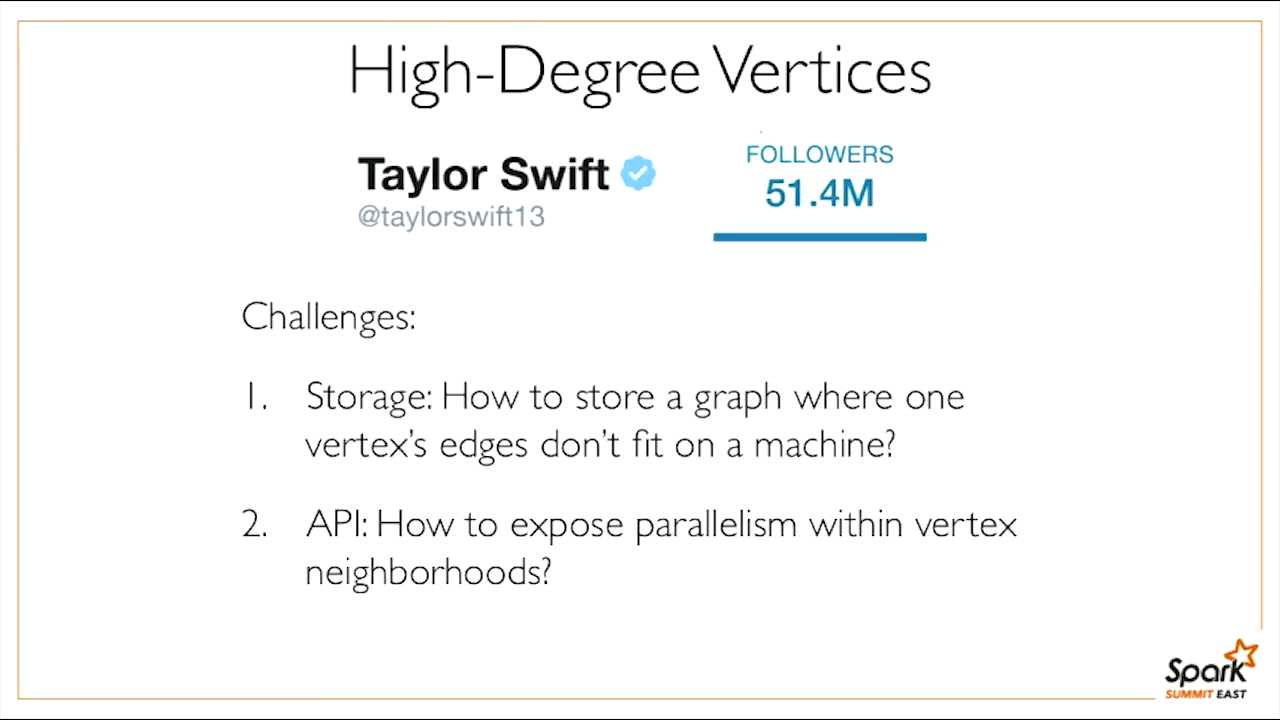 High-Degree Vertices
Taylor Swift
@taylorswift13
FOLLOWERS
51.4M
Challenges:
1. Storage: How to store a graph where one
vertex's edges don't fit on a machine?
2. API: How to expose parallelism within vertex
neighborhoods?
Spark
SUMMIT EAST